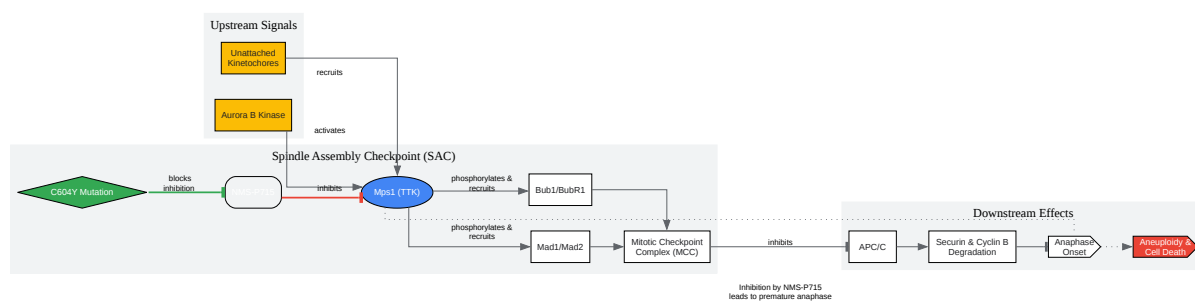 Upstream Signals
Unattached
Kinetochores
recruits
Aurora B Kinase
activates
Spindle Assembly Checkpoint (SAC)
C604Y Mutation
blocks
inhibition
NMS-P715
inhibits
Mps1 (TTK)
phosphorylates &
recruits
Bub1/BubR1
phosphorylates &
recruits
Mad1/Mad2
Mitotic Checkpoint
Complex (MCC)
inhibits
Downstream Effects
APC/C
Securin & Cyclin B
Degradation
Anaphase
Onset
Aneuploidy &
Cell Death
Inhibition by NMS-P715
leads to premature anaphase